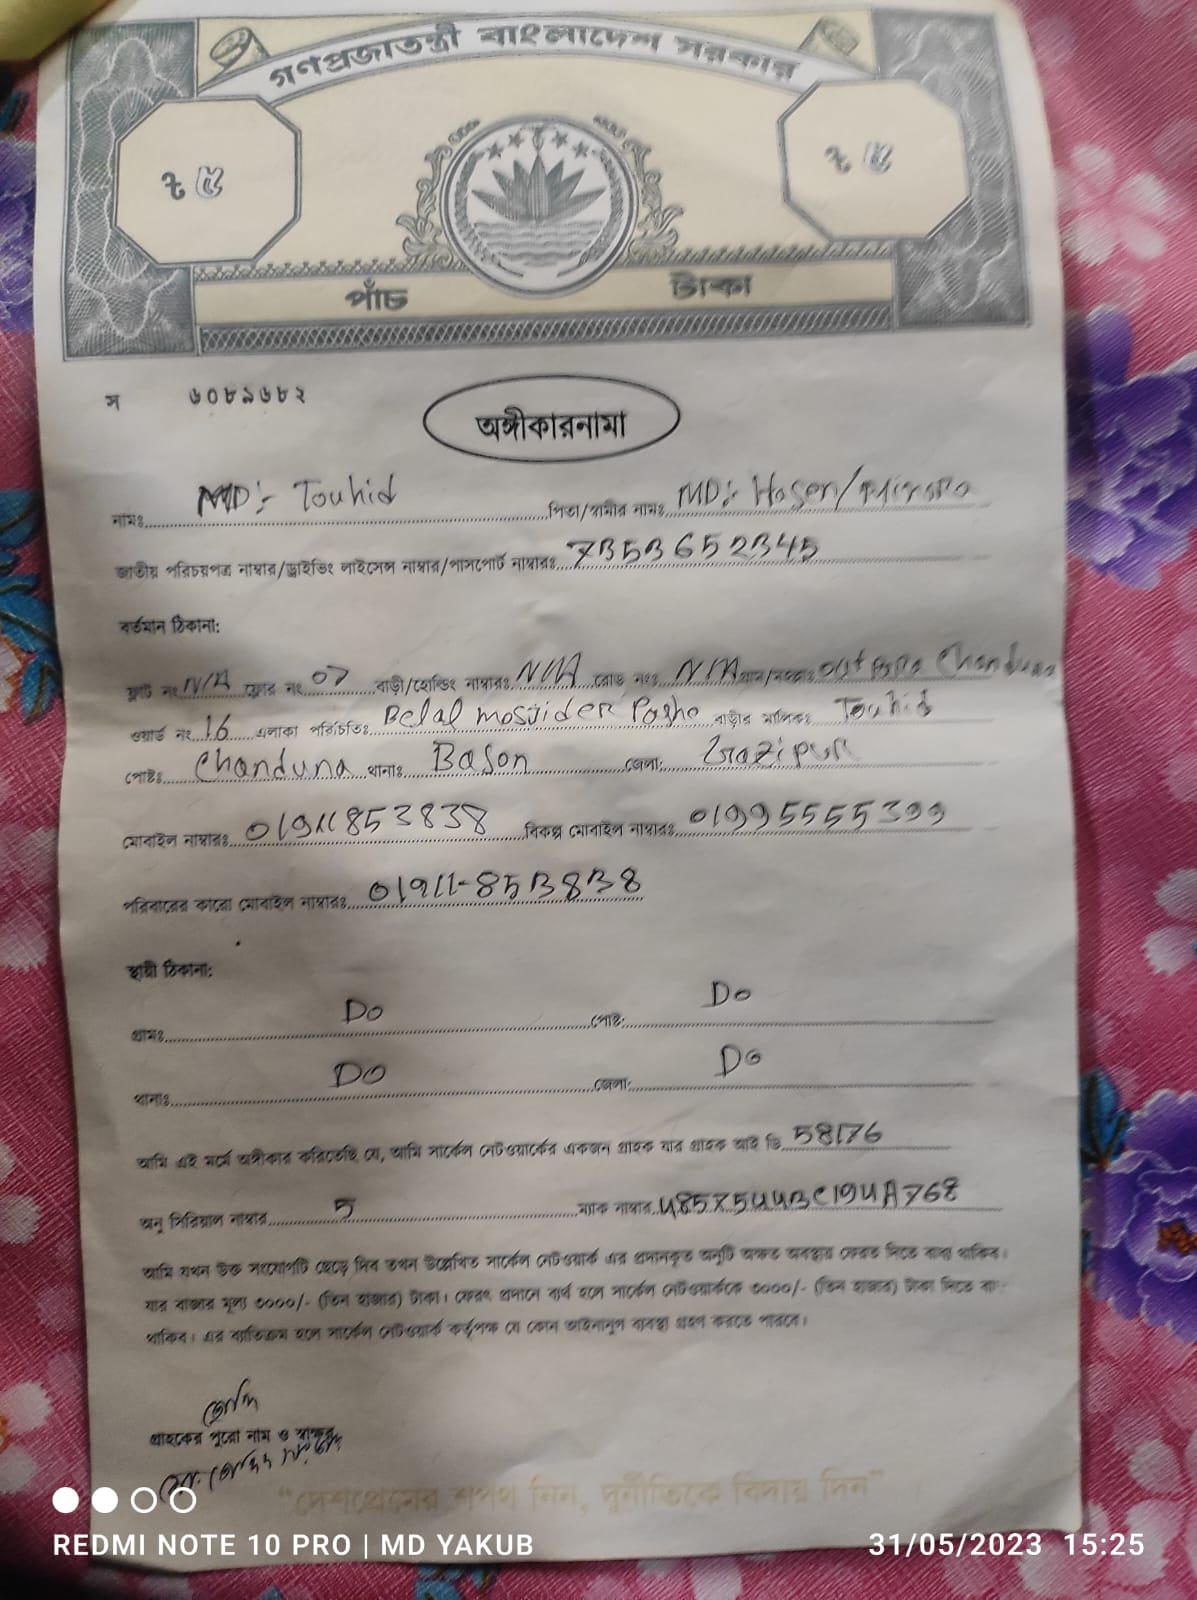 গণপ্রজাতন্ত্রী বাংলাদেশ সরকার
৳ ৫ ৳ ৫
পাঁচ টাকা
স ৬০৮৯৬৮২
অঙ্গীকারনামা
নামঃ MD:- Touhid পিতা/স্বামীর নামঃ MD:- Hosen/
জাতীয় পরিচয়পত্র নাম্বার/ড্রাইভিং লাইসেন্স নাম্বার/পাসপোর্ট নাম্বারঃ 7353652345
বর্তমান ঠিকানা:
ফ্লাট নং N/A ফ্লোর নং 07 বাড়ী/হোল্ডিং নাম্বারঃ N/A রোড নংঃ N/A গ্রাম/মহল্লাঃ Para Chanduna
ওয়ার্ড নং 16 এলাকা পরিচিতিঃ Belal mosjider Pashe বাড়ীর মালিকঃ Touhid
পোষ্টঃ Chanduna থানাঃ Bason জেলা: Gazipur
মোবাইল নাম্বারঃ 01911853838 বিকল্প মোবাইল নাম্বারঃ 01995555399
পরিবারের কারো মোবাইল নাম্বারঃ 01911-853838
স্থায়ী ঠিকানা:
গ্রামঃ Do পোষ্ট: Do
থানাঃ Do জেলা: Do
আমি এই মর্মে অঙ্গীকার করিতেছি যে, আমি সার্কেল নেটওয়ার্কের একজন গ্রাহক যার গ্রাহক আই ডি 58176
অনু সিরিয়াল নাম্বার 5 ম্যাক নাম্বার 485X544BC194A768
আমি যখন উক্ত সংযোগটি ছেড়ে দিব তখন উল্লেখিত সার্কেল নেটওয়ার্ক এর প্রদানকৃত অনুটি অক্ষত অবস্থায় ফেরত দিতে বাধ্য থাকিব।
যার বাজার মূল্য ৩০০০/- (তিন হাজার) টাকা। ফেরৎ প্রদানে ব্যর্থ হলে সার্কেল নেটওয়ার্ককে ৩০০০/- (তিন হাজার) টাকা দিতে বা
থাকিব। এর ব্যতিক্রম হলে সার্কেল নেটওয়ার্ক কর্তৃপক্ষ যে কোন আইনানুগ ব্যবস্থা গ্রহণ করতে পারবে।
গ্রাহকের পুরো নাম ও স্বাক্ষর
"দেশপ্রেমের শপথ নিন, দুর্নীতিকে বিদায় দিন"
REDMI NOTE 10 PRO | MD YAKUB 31/05/2023 15:25